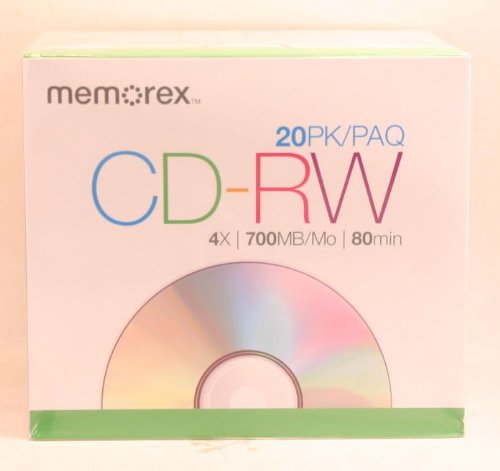 memorex™
20PK/PAQ
CD-RW
4X | 700MB/Mo | 80min